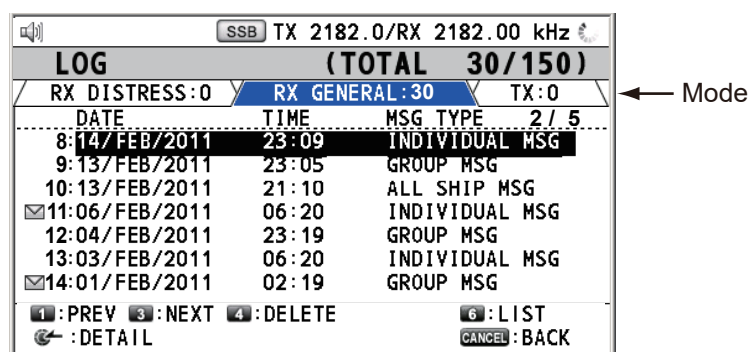 SSB TX 2182.0/RX 2182.00 kHz
LOG (TOTAL 30/150)
RX DISTRESS:0 RX GENERAL:30 TX:0
Mode
DATE TIME MSG TYPE 2/ 5
8:14/FEB/2011 23:09 INDIVIDUAL MSG
9:13/FEB/2011 23:05 GROUP MSG
10:13/FEB/2011 21:10 ALL SHIP MSG
11:06/FEB/2011 06:20 INDIVIDUAL MSG
12:04/FEB/2011 23:19 GROUP MSG
13:03/FEB/2011 06:20 INDIVIDUAL MSG
14:01/FEB/2011 02:19 GROUP MSG
1:PREV 3:NEXT 4:DELETE 6:LIST
:DETAIL CANCEL:BACK